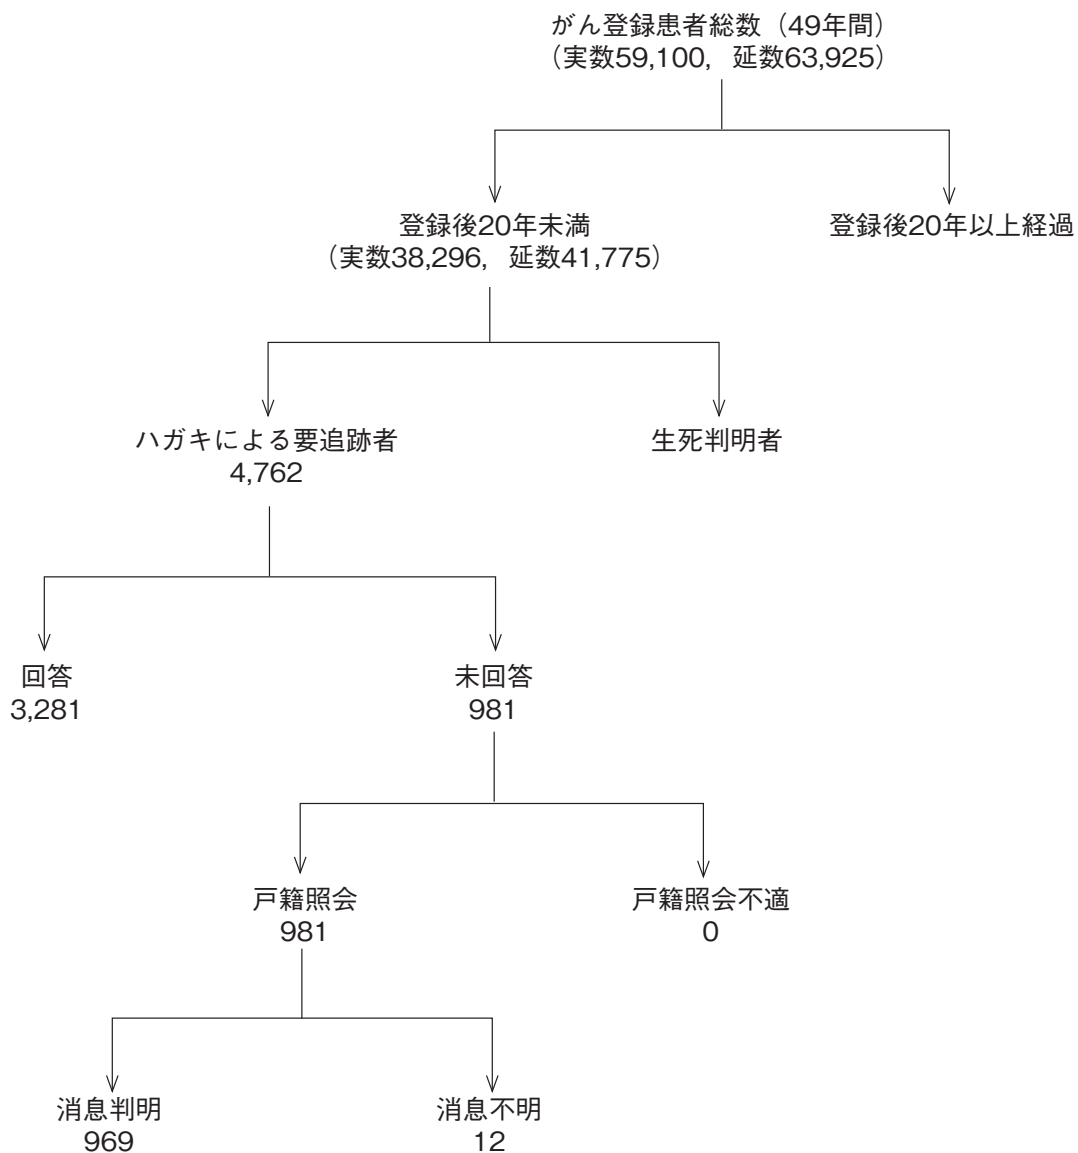 がん登録患者総数（49年間）
（実数59,100，延数63,925）
登録後20年未満
（実数38,296，延数41,775）
登録後20年以上経過
ハガキによる要追跡者
4,762
生死判明者
回答
3,281
未回答
981
戸籍照会
981
戸籍照会不適
0
消息判明
969
消息不明
12